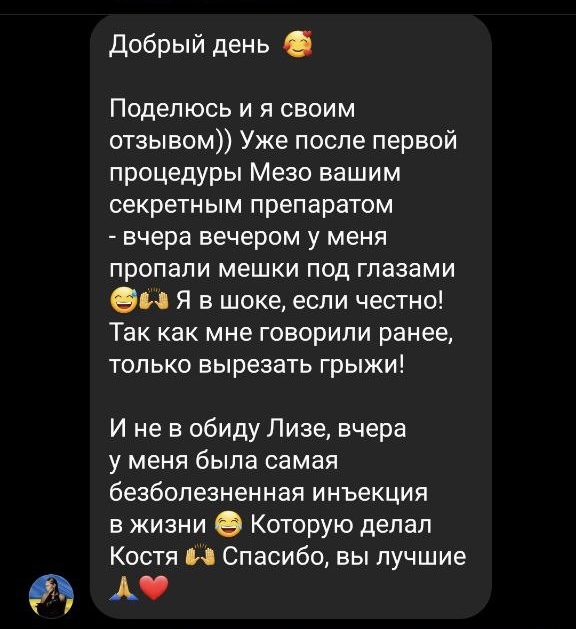 Добрый день 🥰
Поделюсь и я своим
отзывом)) Уже после первой
процедуры Мезо вашим
секретным препаратом
- вчера вечером у меня
пропали мешки под глазами
😅🙌 Я в шоке, если честно!
Так как мне говорили ранее,
только вырезать грыжи!
И не в обиду Лизе, вчера
у меня была самая
безболезненная инъекция
в жизни 😂 Которую делал
Костя 🙌 Спасибо, вы лучшие
🙏❤️